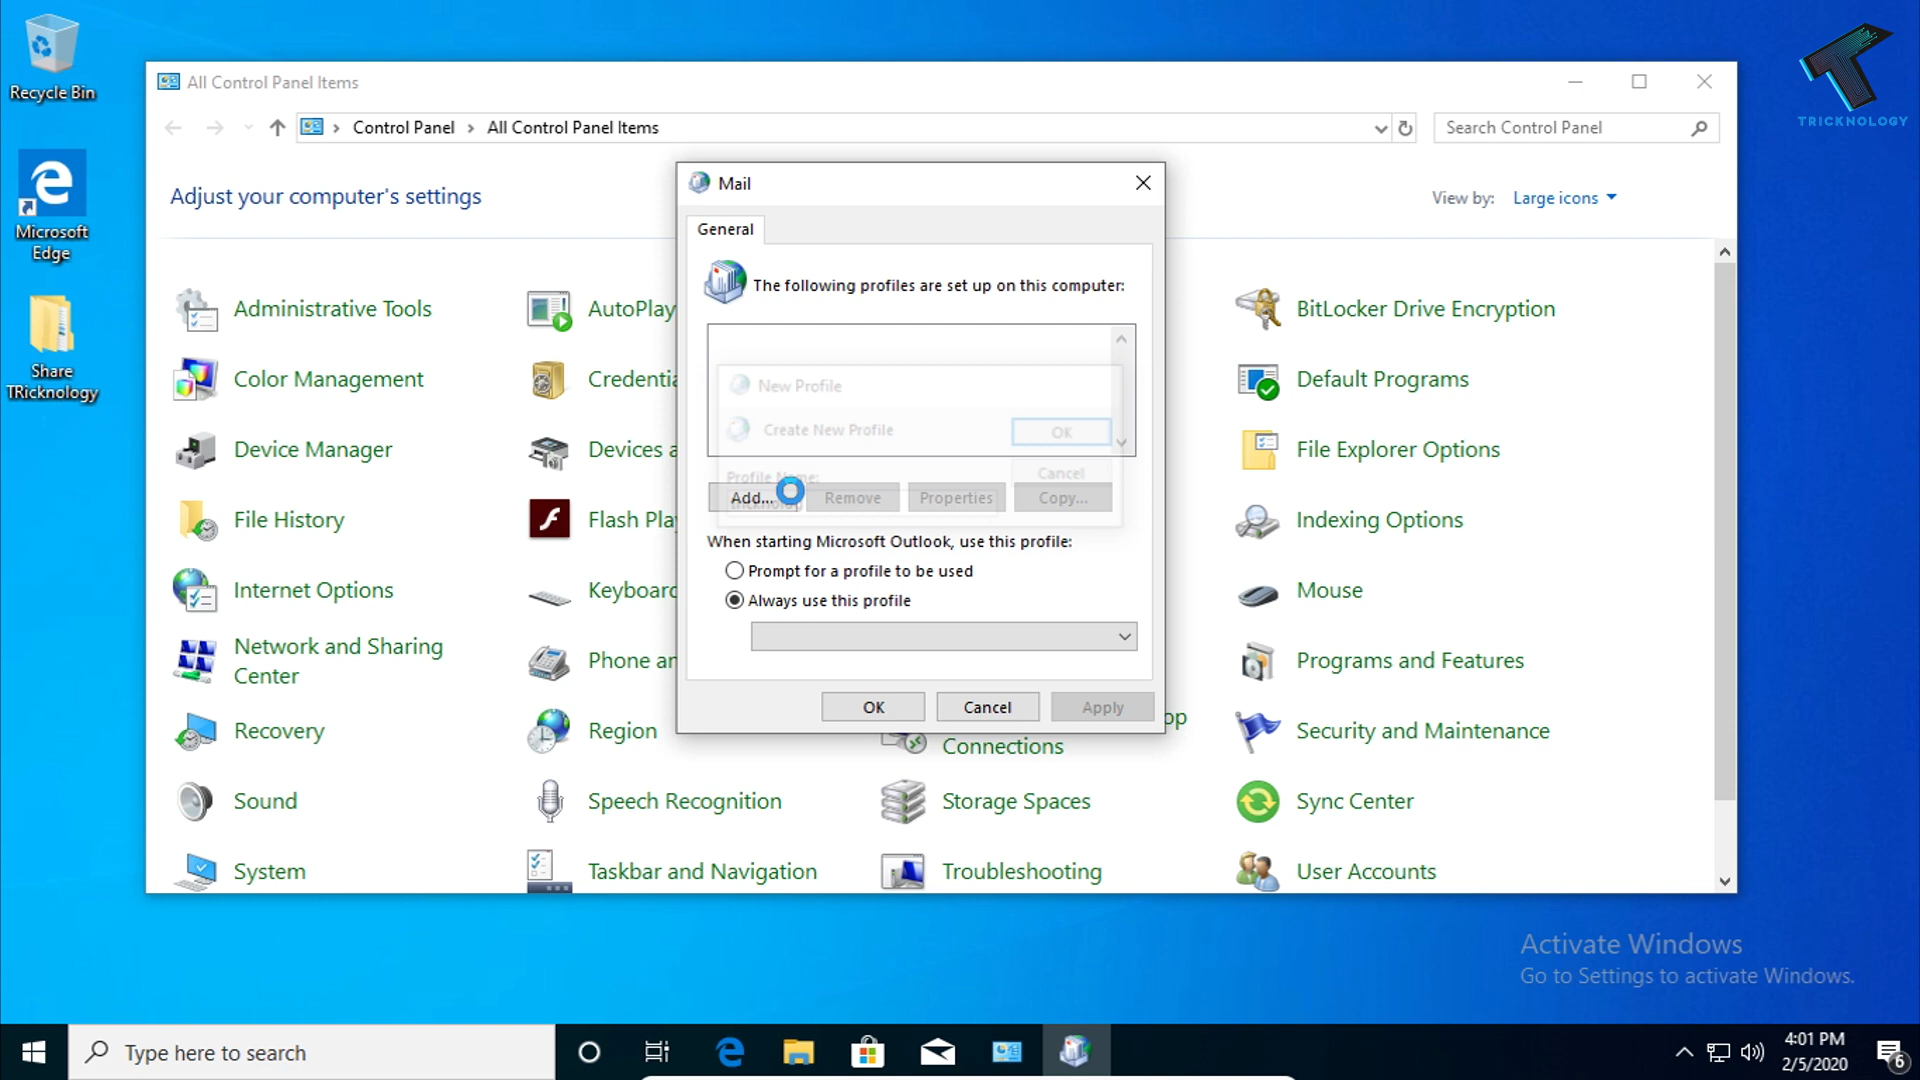 Recycle Bin
Microsoft
Edge
Share
TRicknology
TRICKNOLOGY
All Control Panel Items
Control Panel
All Control Panel Items
Search Control Panel
Adjust your computer's settings
View by:
Large icons
Administrative Tools
AutoPlay
BitLocker Drive Encryption
Color Management
Credentia
Default Programs
Device Manager
Devices a
File Explorer Options
File History
Flash Pla
Indexing Options
Internet Options
Keyboard
Mouse
Network and Sharing
Center
Phone an
Programs and Features
Recovery
Region
op
Connections
Security and Maintenance
Sound
Speech Recognition
Storage Spaces
Sync Center
System
Taskbar and Navigation
Troubleshooting
User Accounts
Mail
General
The following profiles are set up on this computer:
New Profile
Create New Profile
OK
Profile Name:
Cancel
Add...
Remove
Properties
Copy...
When starting Microsoft Outlook, use this profile:
Prompt for a profile to be used
Always use this profile
OK
Cancel
Apply
Activate Windows
Go to Settings to activate Windows.
Type here to search
4:01 PM
2/5/2020
6